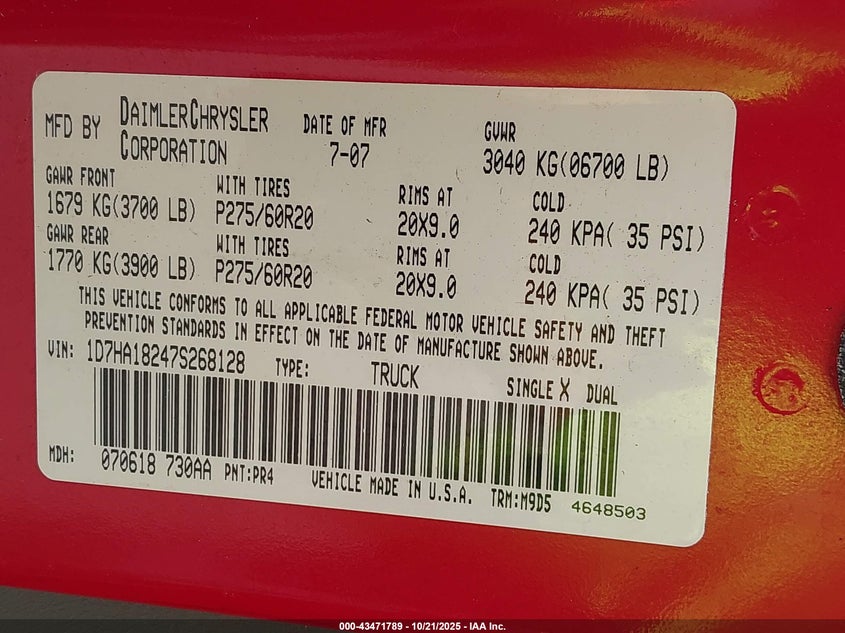 MFD BY DAIMLERCHRYSLER CORPORATION DATE OF MFR 7-07 GVWR 3040 KG(06700 LB)
GAWR FRONT WITH TIRES RIMS AT COLD
1679 KG(3700 LB) P275/60R20 20X9.0 240 KPA( 35 PSI)
GAWR REAR WITH TIRES RIMS AT COLD
1770 KG(3900 LB) P275/60R20 20X9.0 240 KPA( 35 PSI)
THIS VEHICLE CONFORMS TO ALL APPLICABLE FEDERAL MOTOR VEHICLE SAFETY AND THEFT
PREVENTION STANDARDS IN EFFECT ON THE DATE OF MANUFACTURE SHOWN ABOVE.
VIN: 1D7HA18247S268128 TYPE: TRUCK SINGLE X DUAL
MDH: 070618 730AA PNT:PR4 VEHICLE MADE IN U.S.A. TRM:M9D5 4648503
000-43471789 - 10/21/2025 - IAA Inc.